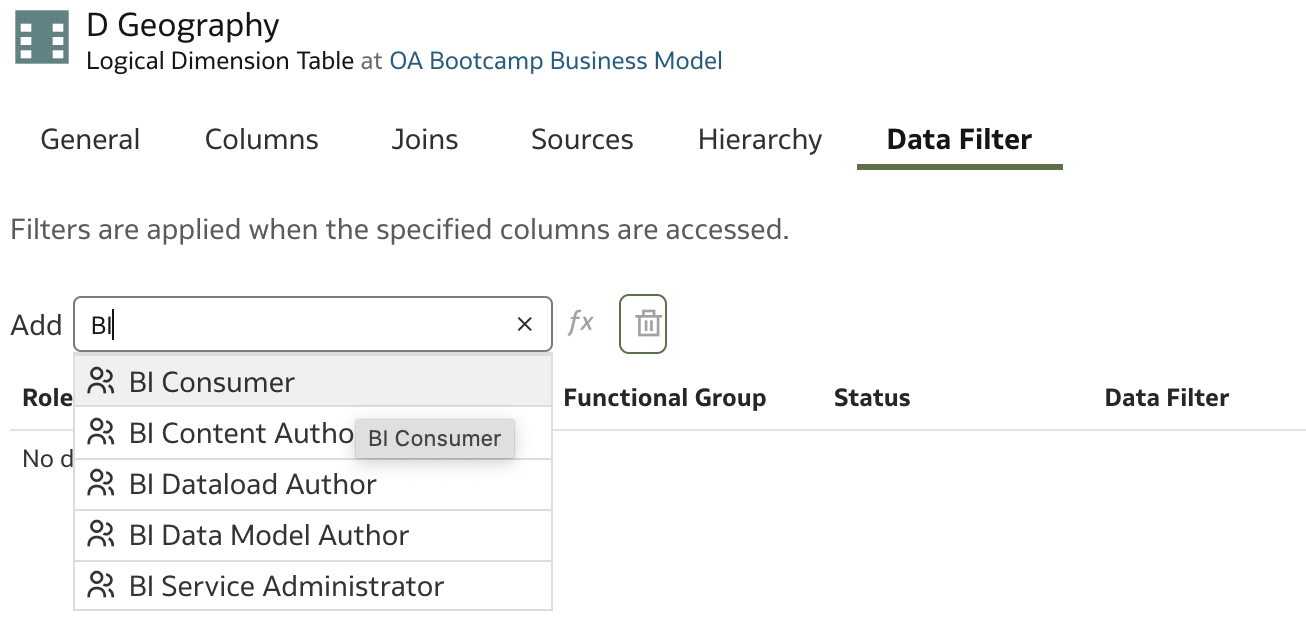 D Geography
Logical Dimension Table at OA Bootcamp Business Model
General Columns Joins Sources Hierarchy Data Filter
Filters are applied when the specified columns are accessed.
Add BI fx
Role Functional Group Status Data Filter
No d
BI Consumer
BI Content Autho
BI Consumer
BI Dataload Author
BI Data Model Author
BI Service Administrator